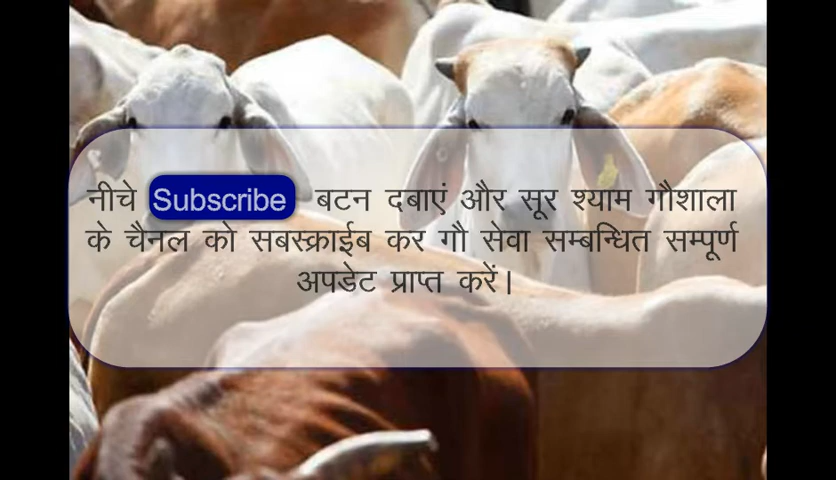 नीचे Subscribe बटन दबाएं और सूर श्याम गौशाला
के चैनल को सबस्क्राईब कर गौ सेवा सम्बन्धित सम्पूर्ण
अपडेट प्राप्त करें।